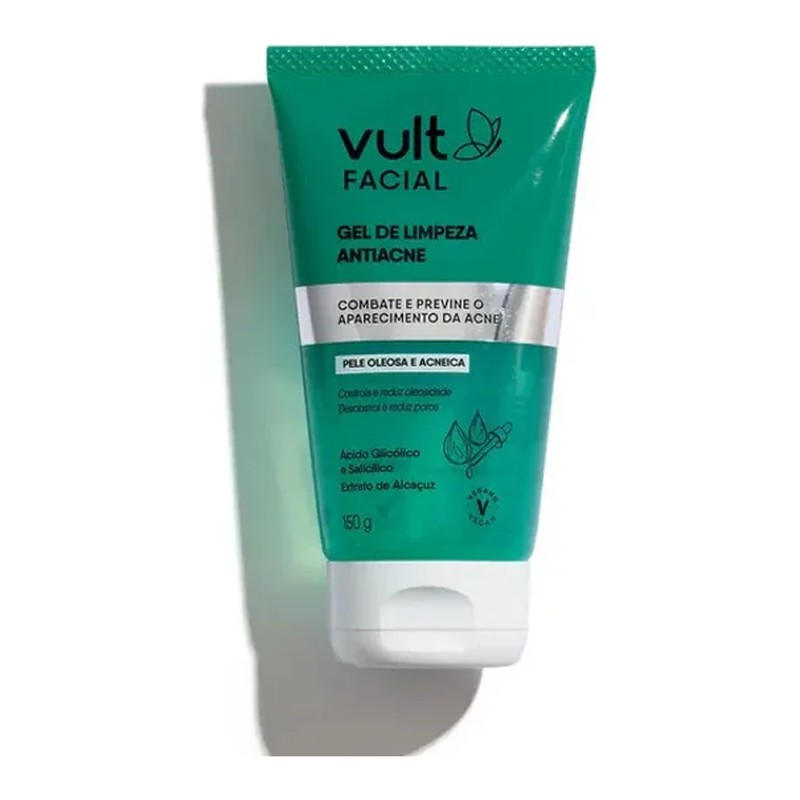 vult
FACIAL
GEL DE LIMPEZA
ANTIACNE
COMBATE E PREVINE O
APARECIMENTO DA ACNE
PELE OLEOSA E ACNEICA
Controla e reduz oleosidade
Desobstrui e reduz poros
Ácido Glicólico
e Salicílico
Extrato de Alcaçuz
150 g
VEGANO
V
VEGAN